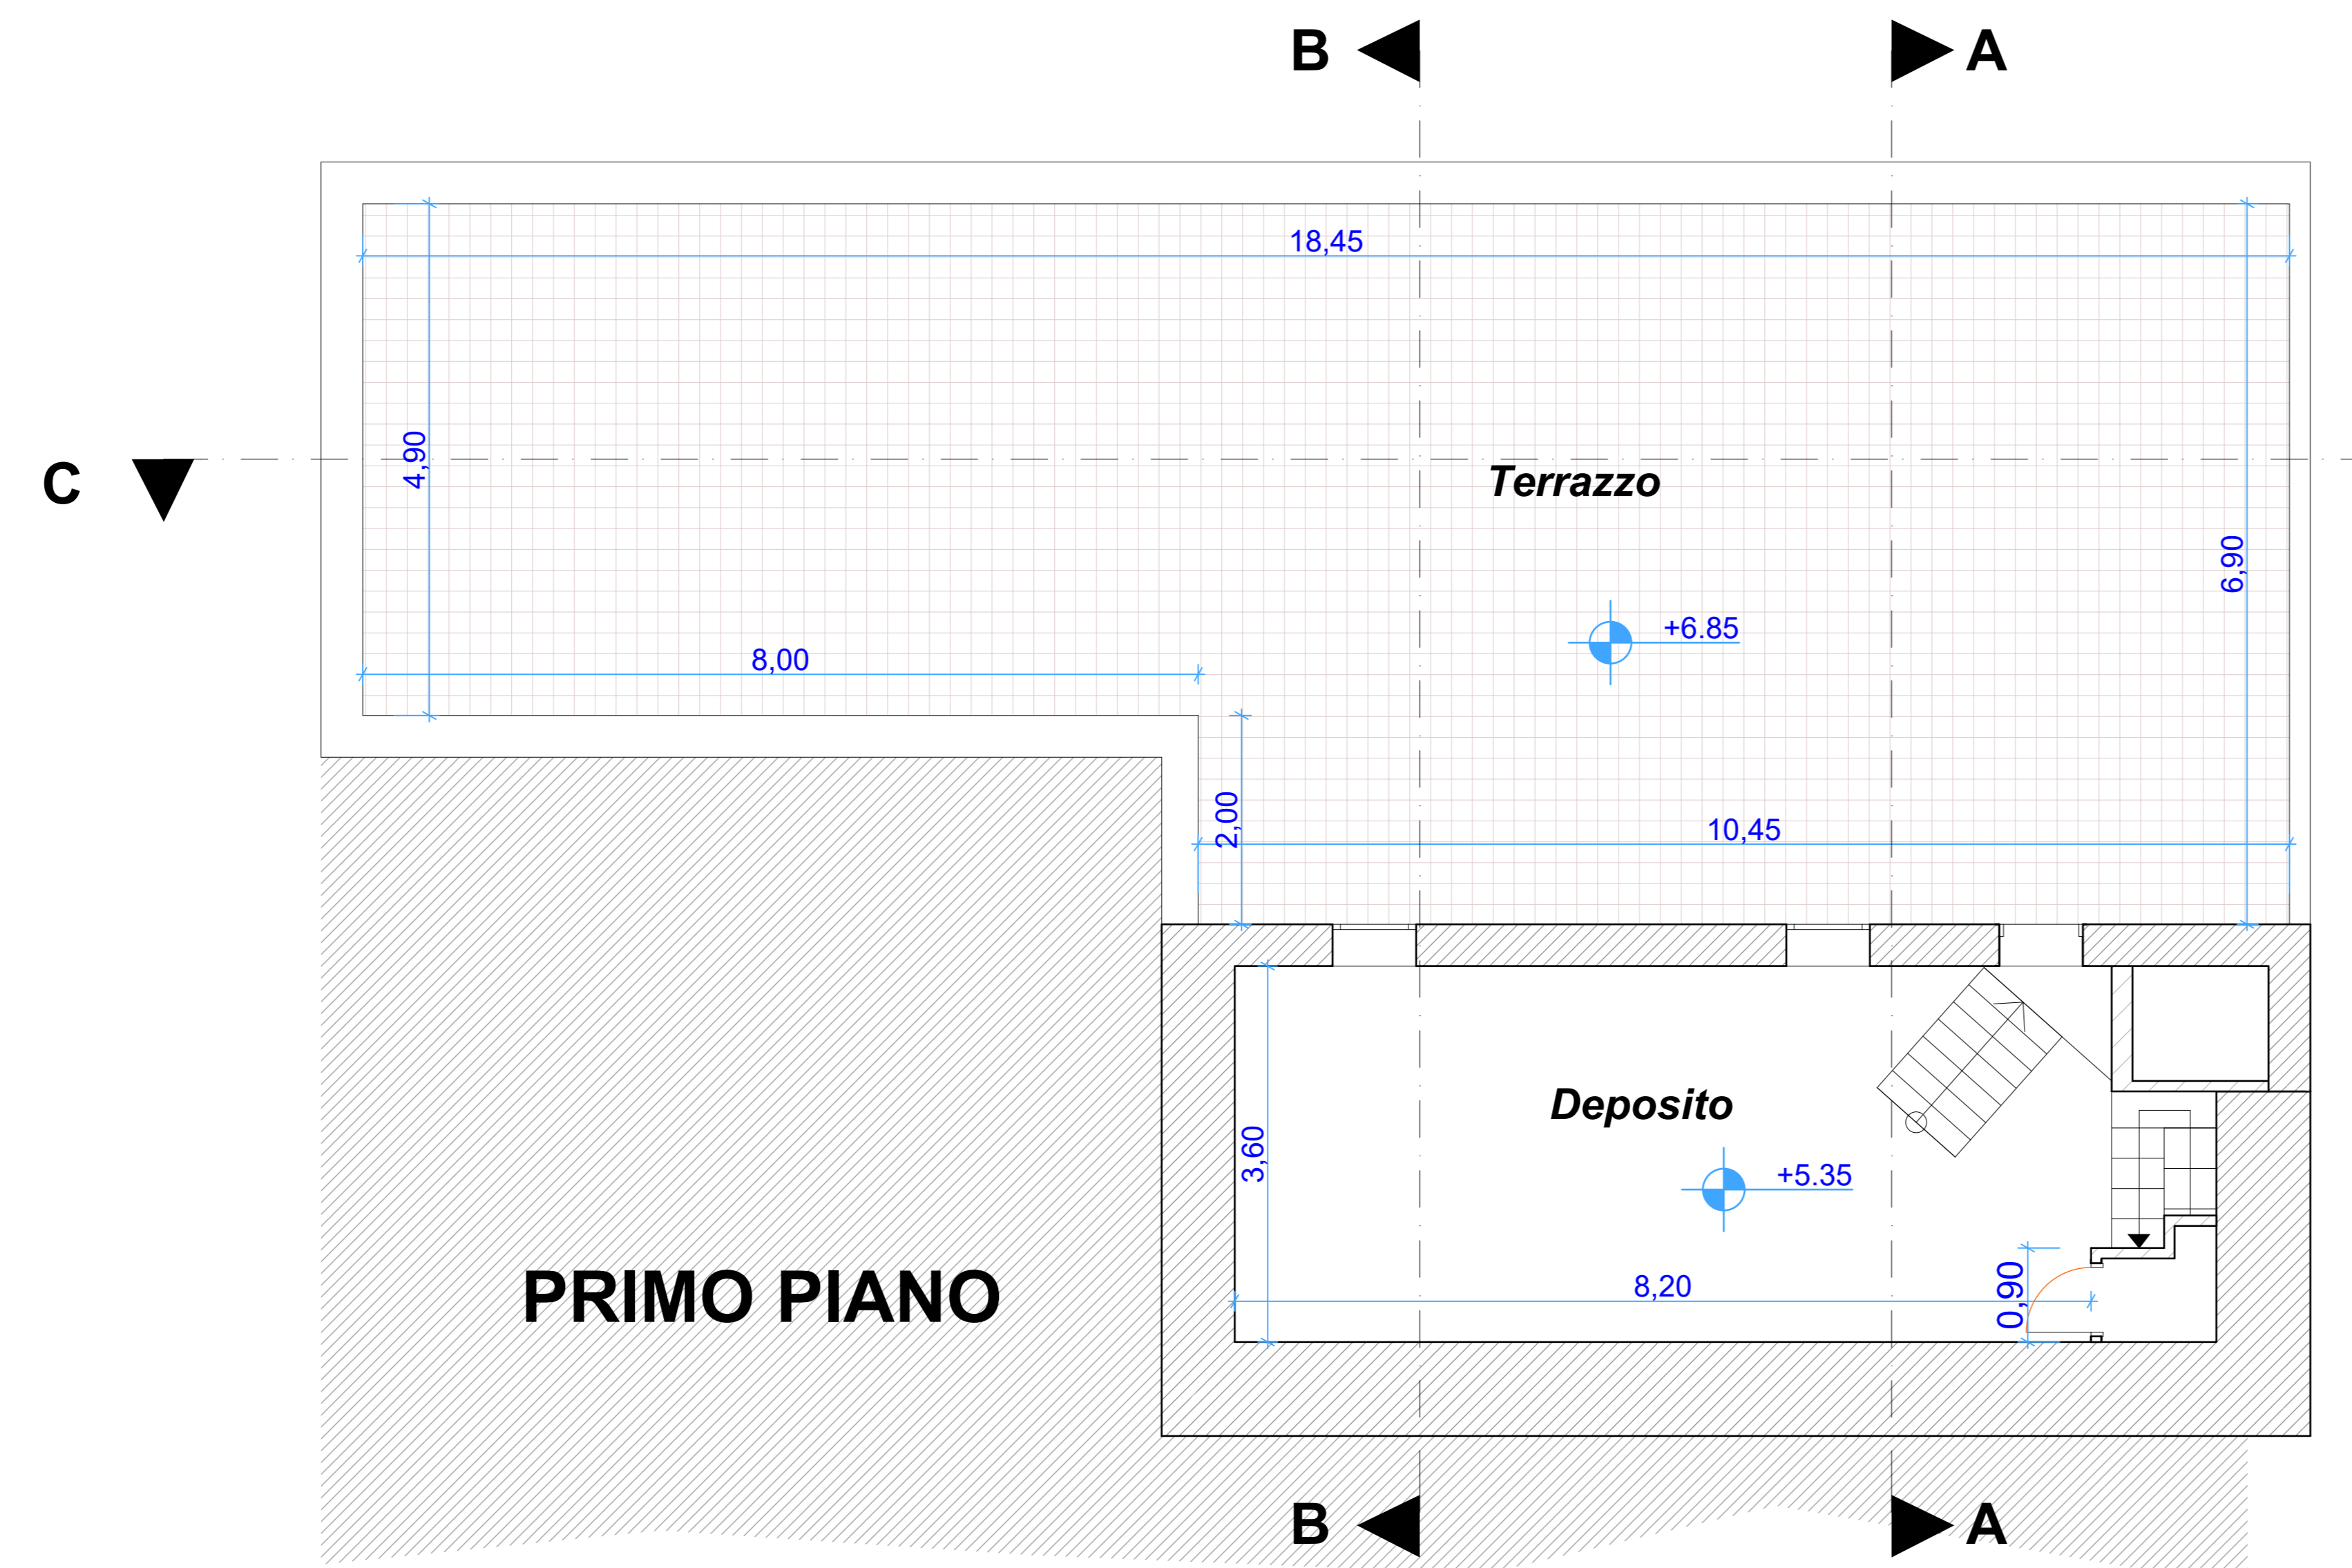 B
A
18,45
4,90
C
Terrazzo
6,90
+6.85
8,00
2,00
10,45
Deposito
3,60
+5.35
PRIMO PIANO
8,20
0,90
B
A